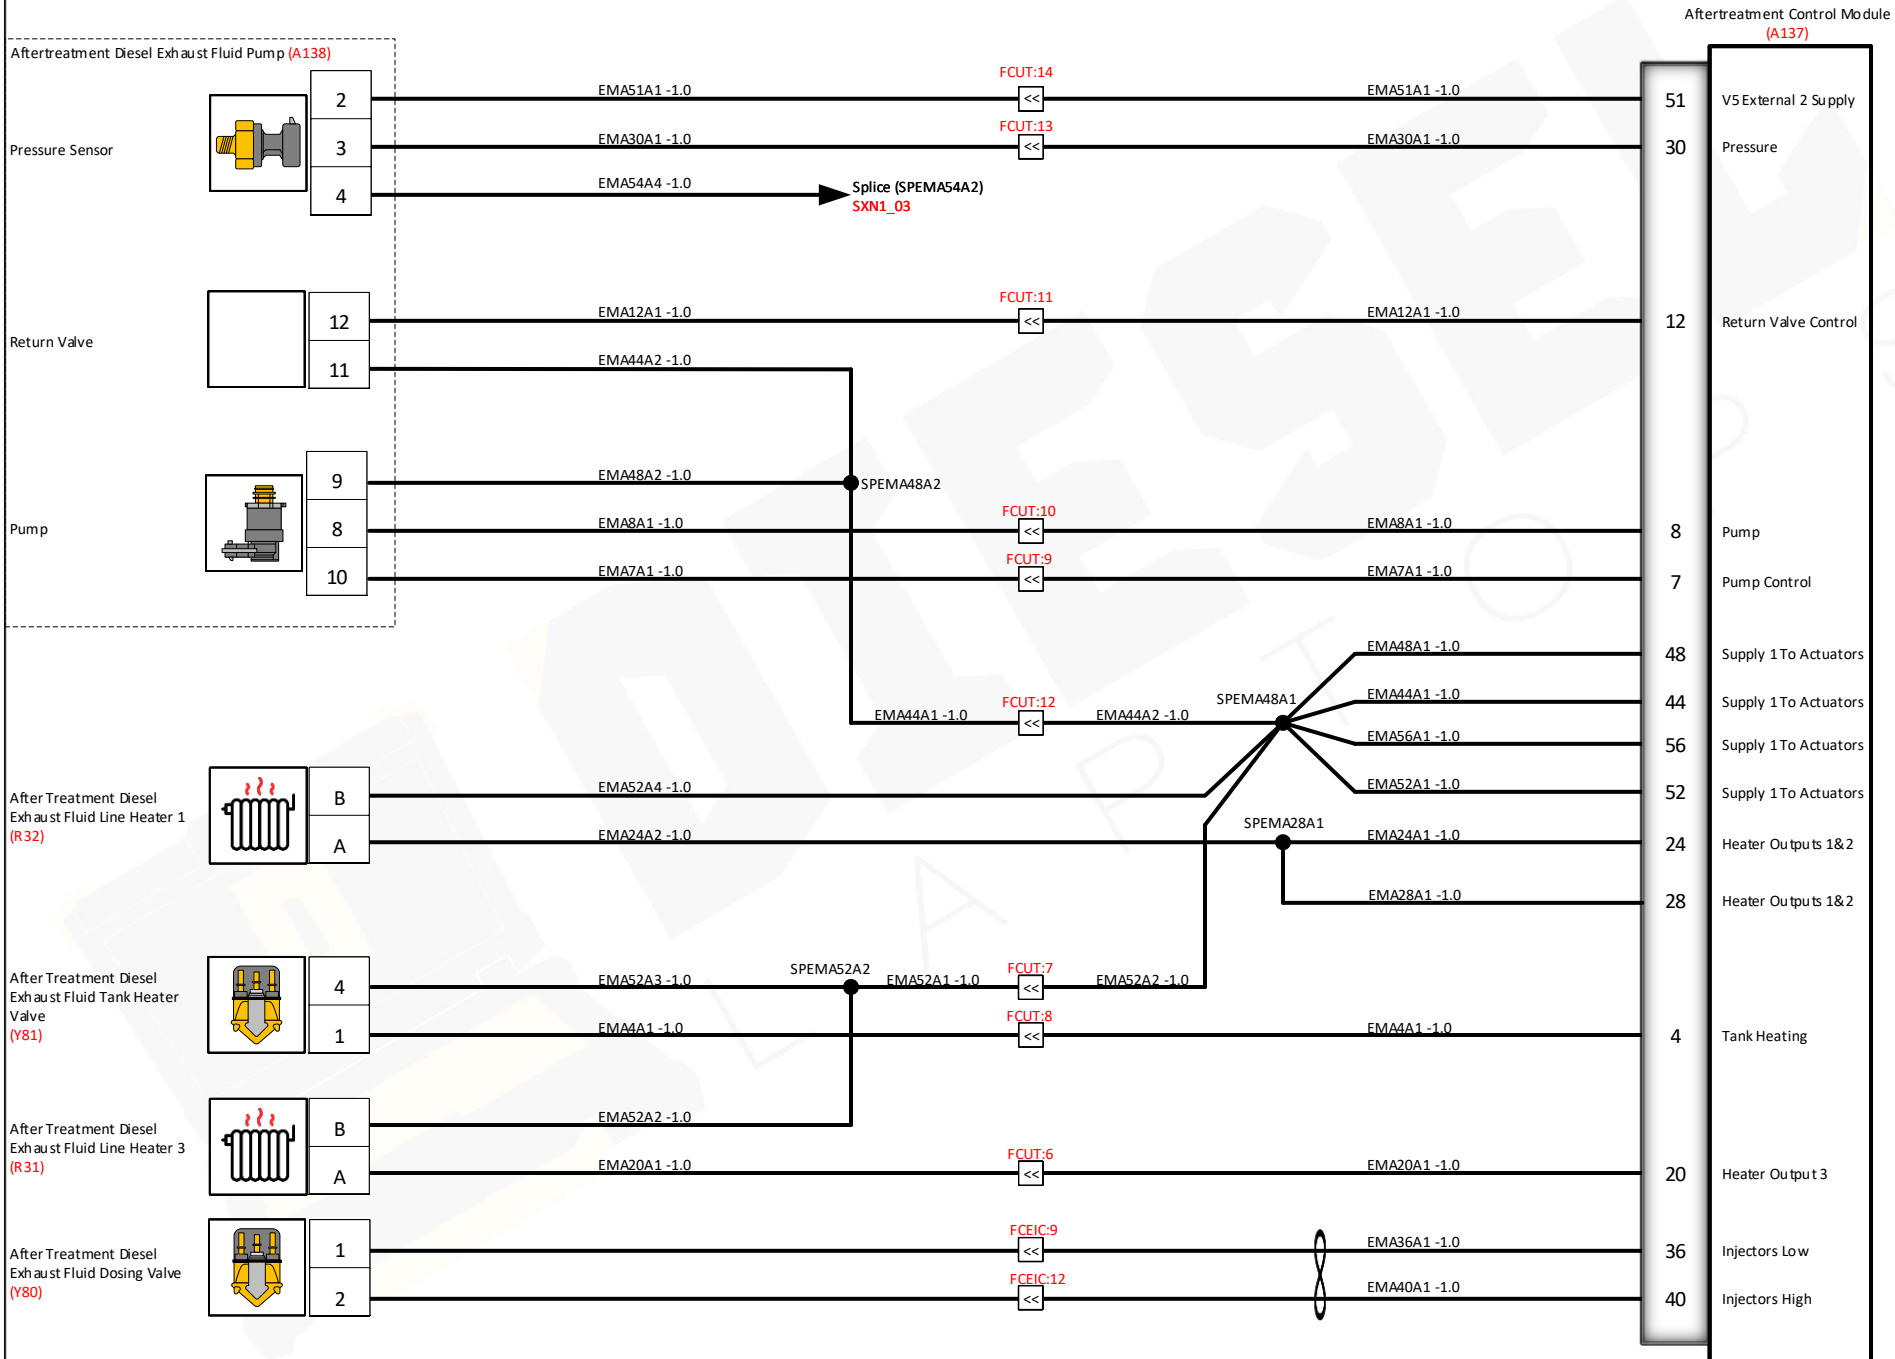 Aftertreatment Control Module
(A137)
Aftertreatment Diesel Exhaust Fluid Pump (A138)
Pressure Sensor
2
3
4
EMA51A1 -1.0
FCUT:14
<<
EMA51A1 -1.0
51
V5 External 2 Supply
EMA30A1 -1.0
FCUT:13
<<
EMA30A1 -1.0
30
Pressure
EMA54A4 -1.0
Splice (SPEMA54A2)
SXN1_03
Return Valve
12
11
EMA12A1 -1.0
FCUT:11
<<
EMA12A1 -1.0
12
Return Valve Control
EMA44A2 -1.0
Pump
9
8
10
EMA48A2 -1.0
SPEMA48A2
EMA8A1 -1.0
FCUT:10
<<
EMA8A1 -1.0
8
Pump
EMA7A1 -1.0
FCUT:9
<<
EMA7A1 -1.0
7
Pump Control
EMA48A1 -1.0
48
Supply 1 To Actuators
SPEMA48A1
EMA44A1 -1.0
44
Supply 1 To Actuators
EMA44A1 -1.0
FCUT:12
<<
EMA44A2 -1.0
EMA56A1 -1.0
56
Supply 1 To Actuators
EMA52A1 -1.0
52
Supply 1 To Actuators
After Treatment Diesel
Exhaust Fluid Line Heater 1
(R32)
B
A
EMA52A4 -1.0
EMA24A2 -1.0
SPEMA28A1
EMA24A1 -1.0
24
Heater Outputs 1&2
EMA28A1 -1.0
28
Heater Outputs 1&2
After Treatment Diesel
Exhaust Fluid Tank Heater
Valve
(Y81)
4
1
EMA52A3 -1.0
SPEMA52A2
EMA52A1 -1.0
FCUT:7
<<
EMA52A2 -1.0
EMA4A1 -1.0
FCUT:8
<<
EMA4A1 -1.0
4
Tank Heating
After Treatment Diesel
Exhaust Fluid Line Heater 3
(R31)
B
A
EMA52A2 -1.0
EMA20A1 -1.0
FCUT:6
<<
EMA20A1 -1.0
20
Heater Output 3
After Treatment Diesel
Exhaust Fluid Dosing Valve
(Y80)
1
2
FCEIC:9
<<
EMA36A1 -1.0
36
Injectors Low
FCEIC:12
<<
EMA40A1 -1.0
40
Injectors High
DIESEL
LAPTOPS